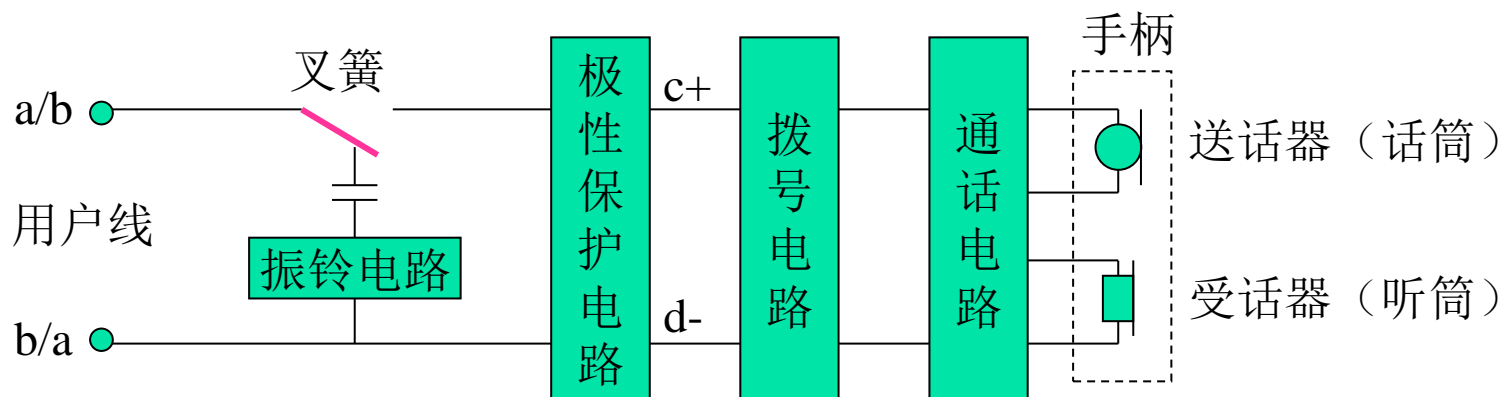 手柄
叉簧
a/b
c+
送话器（话筒）
用户线
振铃电路
极性保护电路
拨号电路
通话电路
受话器（听筒）
b/a
d-